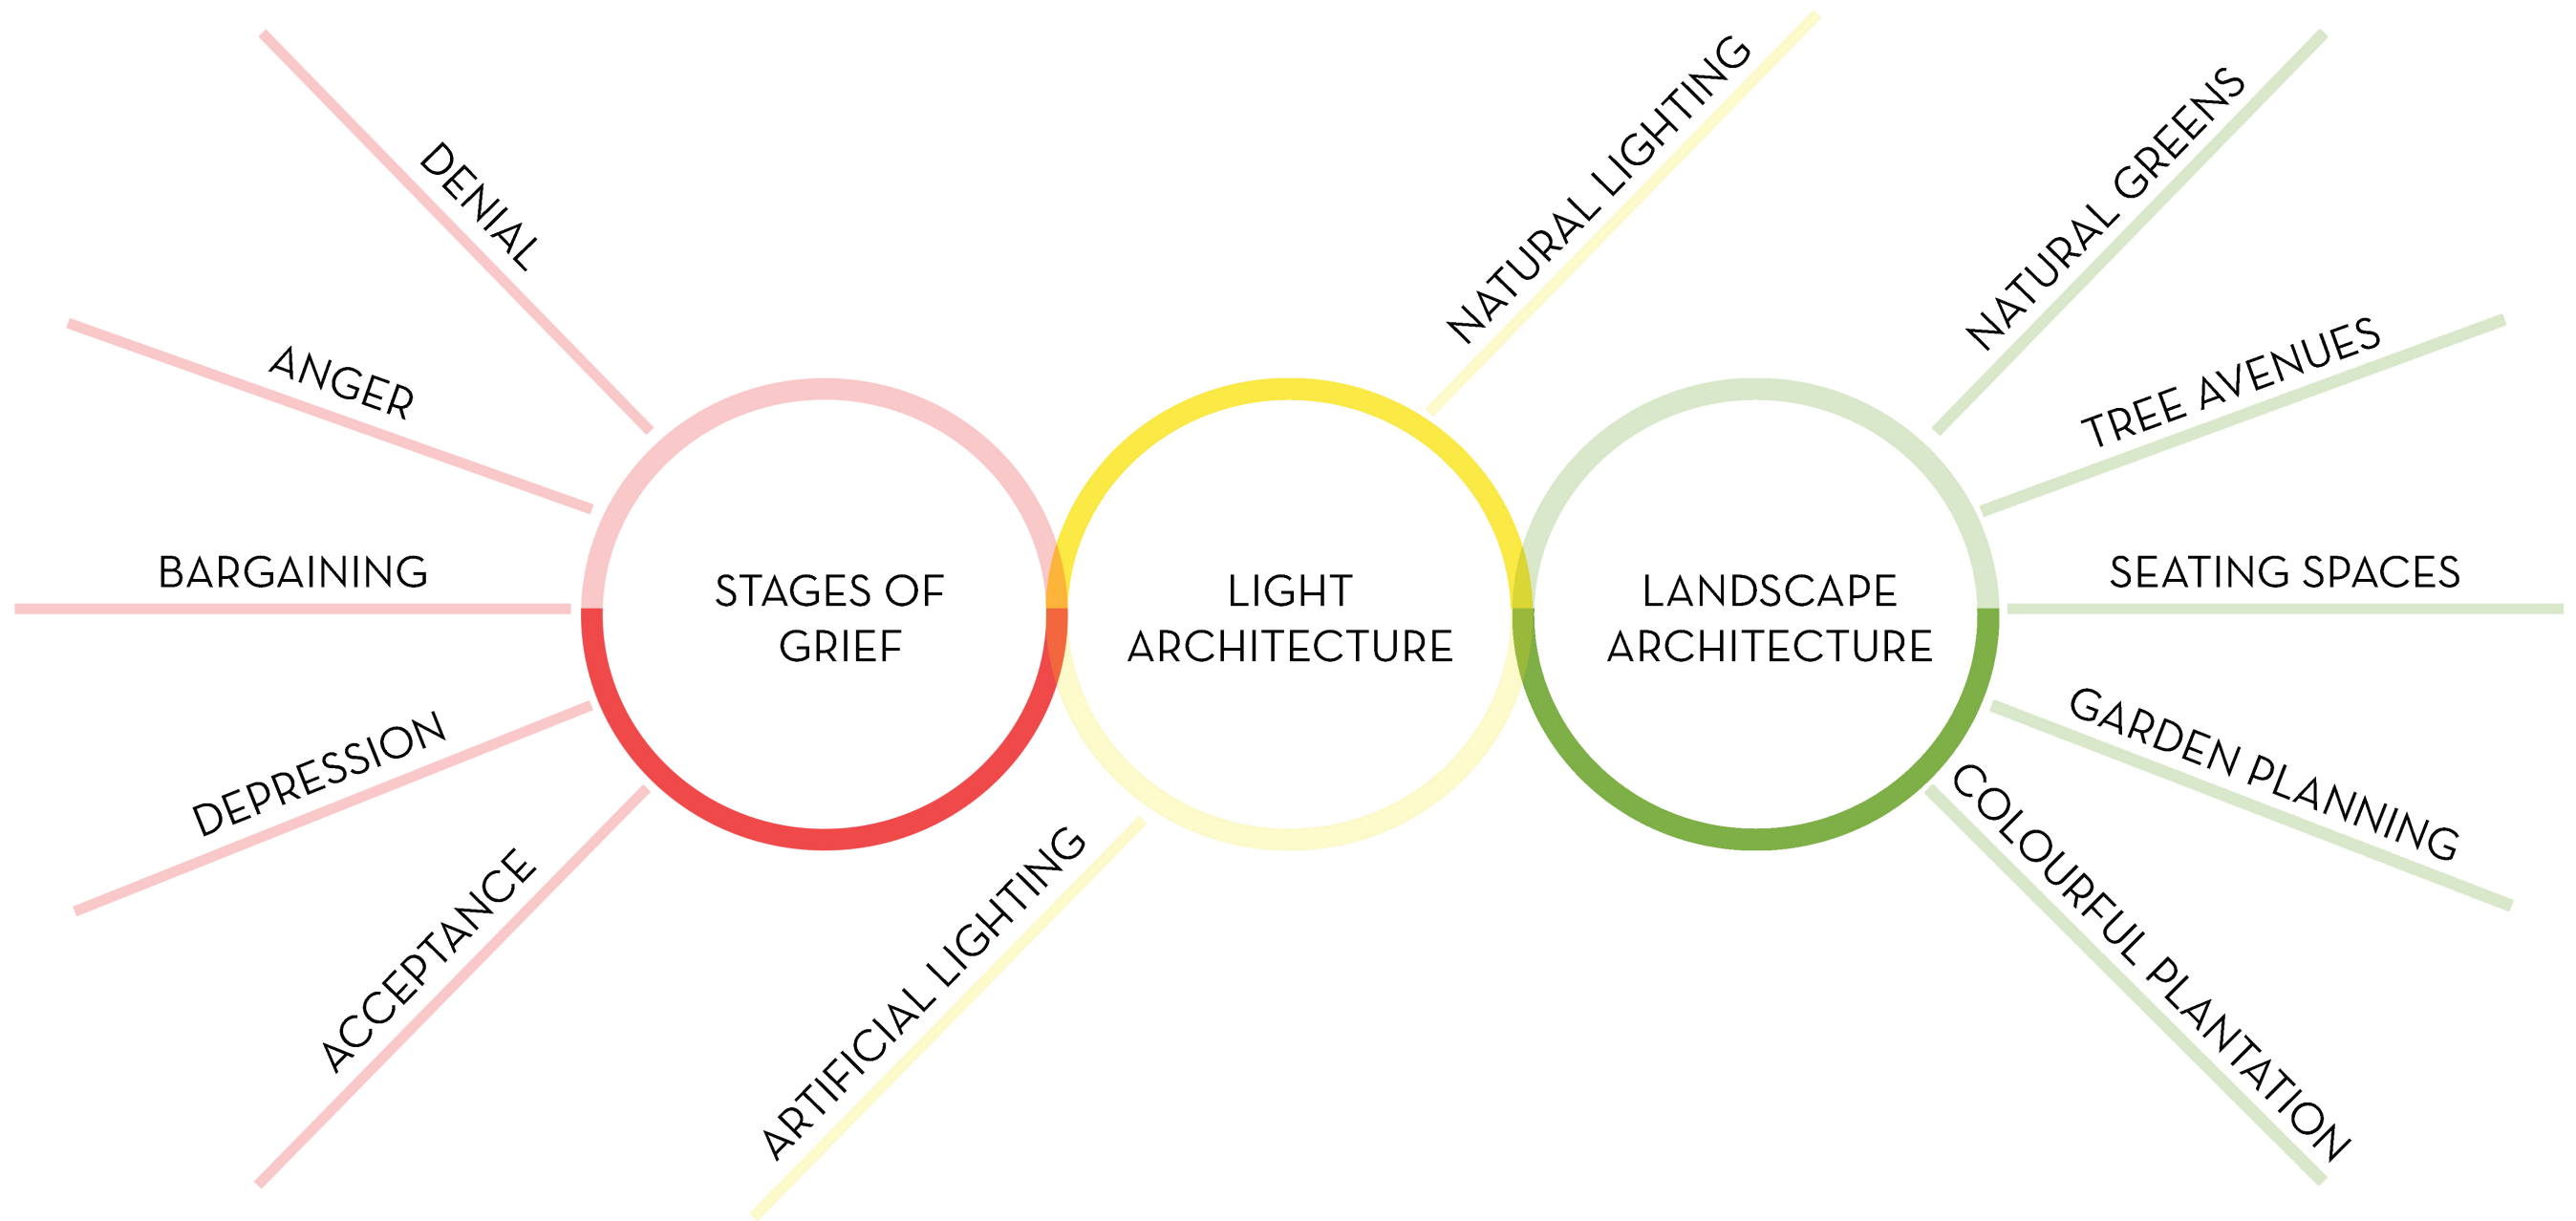 DENIAL
ANGER
BARGAINING
DEPRESSION
ACCEPTANCE
STAGES OF
GRIEF
LIGHT
ARCHITECTURE
NATURAL LIGHTING
ARTIFICIAL LIGHTING
LANDSCAPE
ARCHITECTURE
NATURAL GREENS
TREE AVENUES
SEATING SPACES
GARDEN PLANNING
COLOURFUL PLANTATION